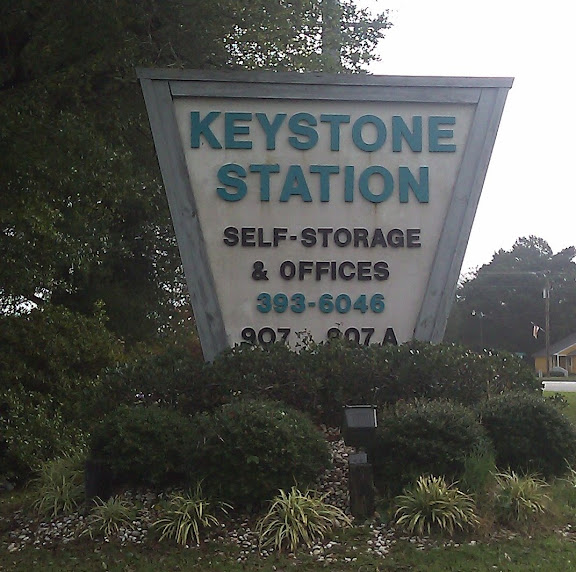 KEYSTONE
STATION
SELF-STORAGE
& OFFICES
393-6046
907 907 A